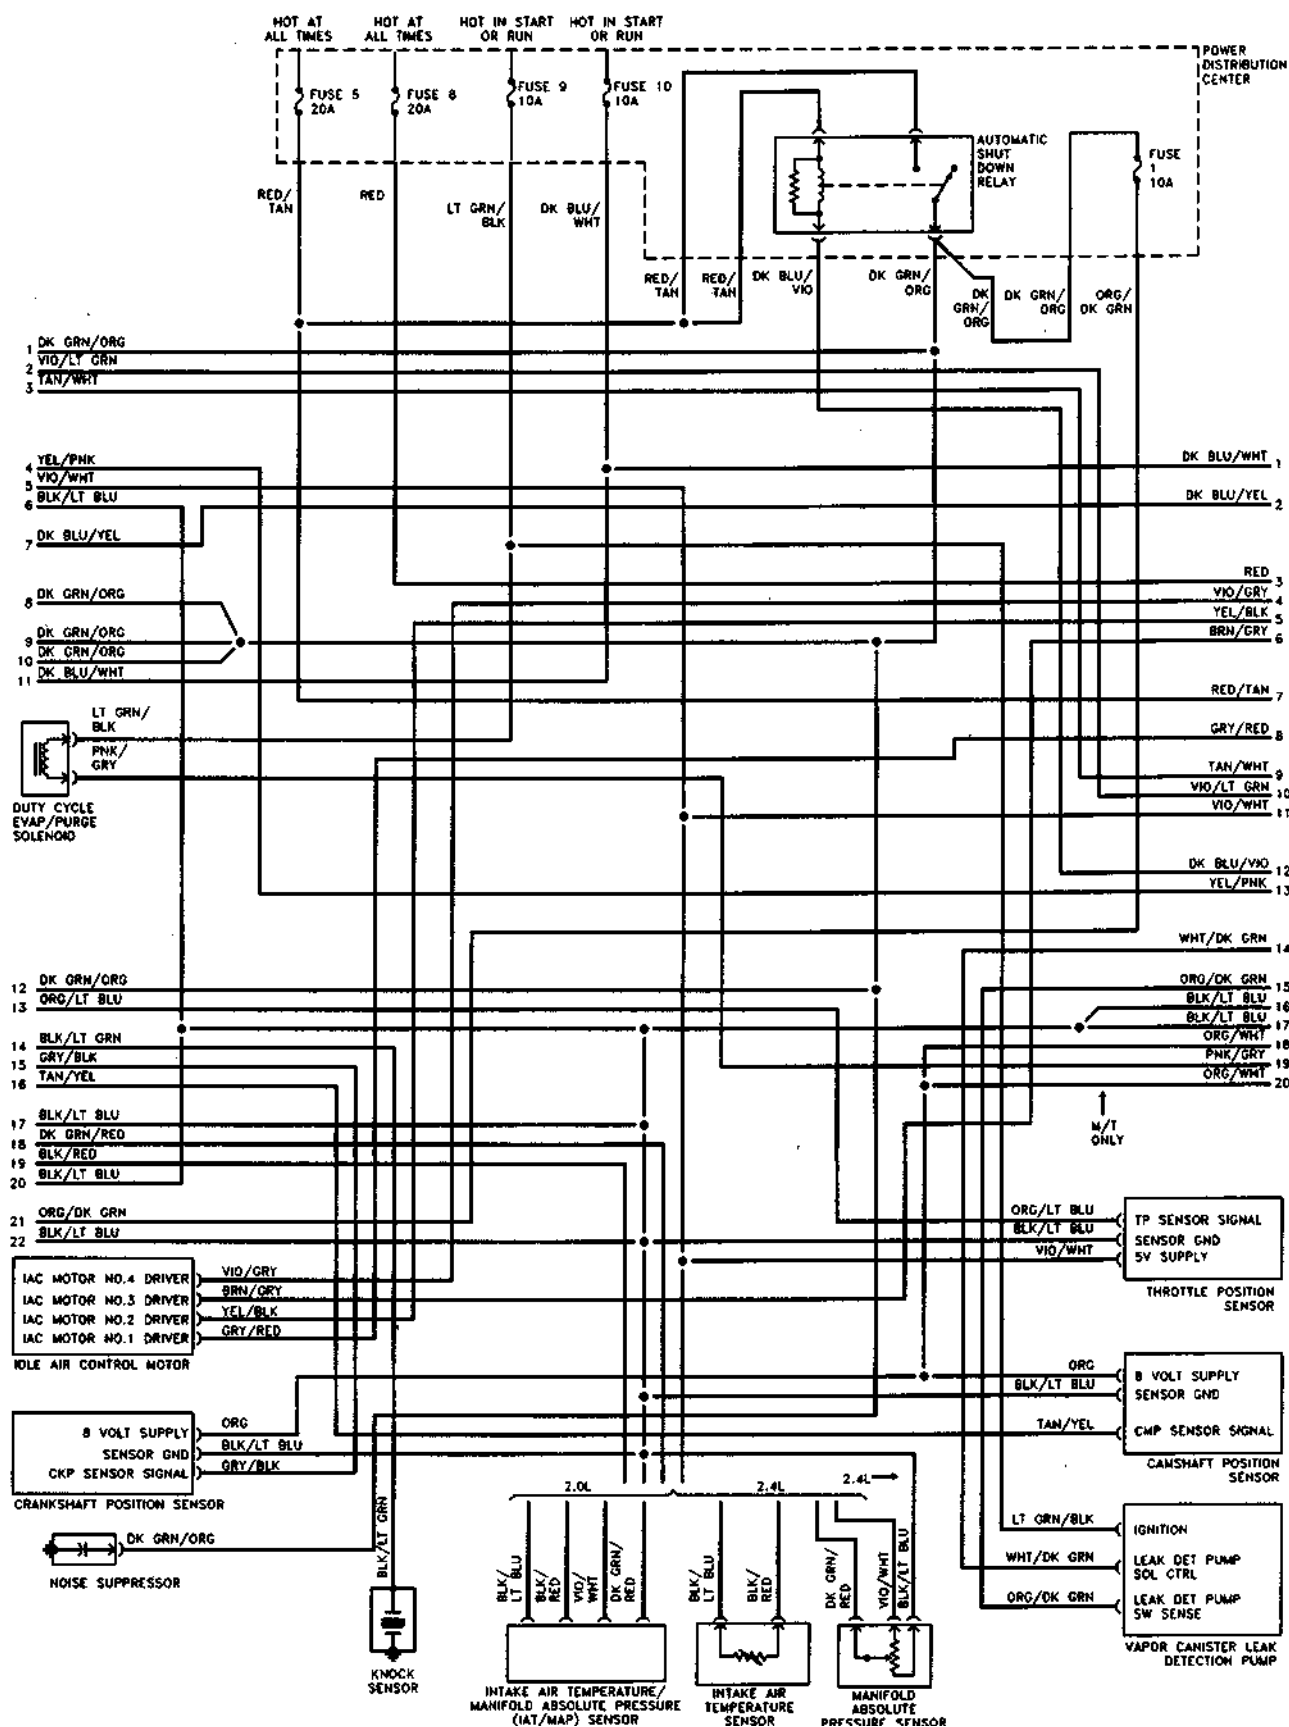 HOT AT
ALL TIMES
HOT AT
ALL TIMES
HOT IN START
OR RUN
HOT IN START
OR RUN
POWER
DISTRIBUTION
CENTER
FUSE 5
20A
FUSE 8
20A
FUSE 9
10A
FUSE 10
10A
AUTOMATIC
SHUT
DOWN
RELAY
FUSE
1
10A
RED/
TAN
RED
LT GRN/
BLK
DK BLU/
WHT
RED/
TAN
RED/
TAN
DK BLU/
VIO
DK GRN/
ORG
DK
GRN/
ORG
DK GRN/
ORG
ORG/
DK GRN
1 DK GRN/ORG
2 VIO/LT GRN
3 TAN/WHT
4 YEL/PNK
5 VIO/WHT
6 BLK/LT BLU
7 DK BLU/YEL
8 DK GRN/ORG
9 DK GRN/ORG
10 DK GRN/ORG
11 DK BLU/WHT
DK BLU/WHT 1
DK BLU/YEL 2
RED 3
VIO/GRY 4
YEL/BLK 5
BRN/GRY 6
RED/TAN 7
GRY/RED 8
TAN/WHT 9
VIO/LT GRN 10
VIO/WHT 11
DK BLU/VIO 12
YEL/PNK 13
WHT/DK GRN 14
ORG/DK GRN 15
BLK/LT BLU 16
BLK/LT BLU 17
ORG/WHT 18
PNK/GRY 19
ORG/WHT 20
M/T
ONLY
LT GRN/
BLK
PNK/
GRY
DUTY CYCLE
EVAP/PURGE
SOLENOID
12 DK GRN/ORG
13 ORG/LT BLU
14 BLK/LT GRN
15 GRY/BLK
16 TAN/YEL
17 BLK/LT BLU
18 DK GRN/RED
19 BLK/RED
20 BLK/LT BLU
21 ORG/DK GRN
22 BLK/LT BLU
IAC MOTOR NO.4 DRIVER VIO/GRY
IAC MOTOR NO.3 DRIVER BRN/GRY
IAC MOTOR NO.2 DRIVER YEL/BLK
IAC MOTOR NO.1 DRIVER GRY/RED
IDLE AIR CONTROL MOTOR
ORG/LT BLU TP SENSOR SIGNAL
BLK/LT BLU SENSOR GND
VIO/WHT 5V SUPPLY
THROTTLE POSITION
SENSOR
8 VOLT SUPPLY ORG
SENSOR GND BLK/LT BLU
CKP SENSOR SIGNAL GRY/BLK
CRANKSHAFT POSITION SENSOR
ORG 8 VOLT SUPPLY
BLK/LT BLU SENSOR GND
TAN/YEL CMP SENSOR SIGNAL
CAMSHAFT POSITION
SENSOR
DK GRN/ORG
NOISE SUPPRESSOR
BLK/LT GRN
KNOCK
SENSOR
2.0L
2.4L
2.4L
BLK/
LT BLU
BLK/
RED
VIO/
WHT
DK GRN/
RED
INTAKE AIR TEMPERATURE/
MANIFOLD ABSOLUTE PRESSURE
(IAT/MAP) SENSOR
BLK/
LT BLU
BLK/
RED
INTAKE AIR
TEMPERATURE
SENSOR
DK GRN/
RED
VIO/WHT
BLK/LT BLU
MANIFOLD
ABSOLUTE
PRESSURE SENSOR
LT GRN/BLK IGNITION
WHT/DK GRN LEAK DET PUMP
SOL CTRL
ORG/DK GRN LEAK DET PUMP
SW SENSE
VAPOR CANISTER LEAK
DETECTION PUMP